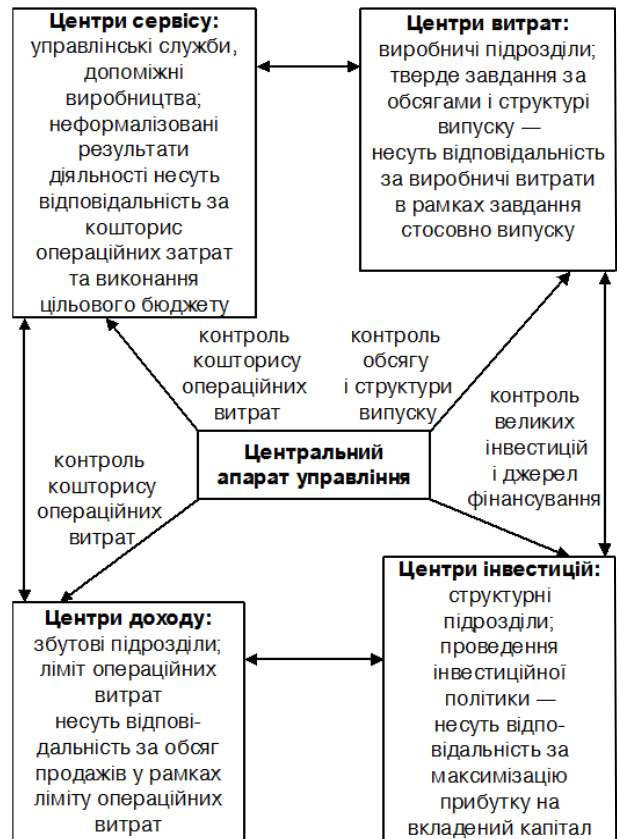 Центри сервісу:
управлінські служби,
допоміжні
виробництва;
неформалізовані
результати
діяльності несуть
відповідальність за
кошторис
операційних затрат
та виконання
цільового бюджету
Центри витрат:
виробничі підрозділи;
тверде завдання за
обсягами і структурі
випуску —
несуть відповідальність
за виробничі витрати
в рамках завдання
стосовно випуску
контроль
кошторису
операційних
витрат
контроль
обсягу
і структури
випуску
контроль
великих
інвестицій
і джерел
фінансування
Центральний
апарат управління
контроль
кошторису
операційних
витрат
Центри доходу:
збутові підрозділи;
ліміт операційних
витрат
несуть відпові-
дальність за обсяг
продажів у рамках
ліміту операційних
витрат
Центри інвестицій:
структурні
підрозділи;
проведення
інвестиційної
політики —
несуть відпо-
відальність за
максимізацію
прибутку на
вкладений капітал